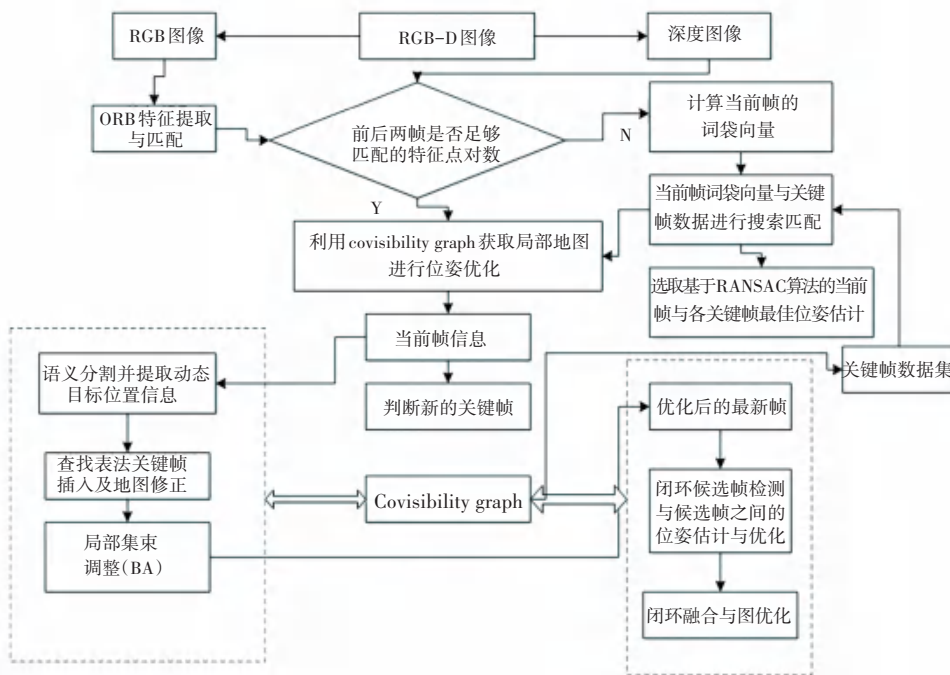 RGB图像
RGB-D图像
深度图像
ORB特征提取
与匹配
前后两帧是否足够
匹配的特征点对数
N
计算当前帧的
词袋向量
Y
当前帧词袋向量与关键
帧数据进行搜索匹配
利用covisibility graph获取局部地图
进行位姿优化
选取基于RANSAC算法的当前
帧与各关键帧最佳位姿估计
当前帧信息
关键帧数据集
语义分割并提取动态
目标位置信息
判断新的关键帧
优化后的最新帧
查找表法关键帧
插入及地图修正
Covisibility graph
闭环候选帧检测
与候选帧之间的
位姿估计与优化
局部集束
调整(BA)
闭环融合与图优化